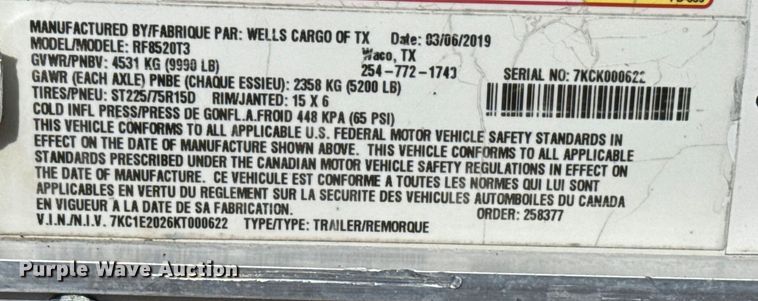 MANUFACTURED BY/FABRIQUE PAR: WELLS CARGO OF TX Date: 03/06/2019
MODEL/MODELE: RF8520T3 Waco, TX
GVWR/PNBV: 4531 KG (9990 LB) 254-772-1743
GAWR (EACH AXLE) PNBE (CHAQUE ESSIEU): 2358 KG (5200 LB) SERIAL NO: 7KCK000622
TIRES/PNEU: ST225/75R15D RIM/JANTED: 15 X 6
COLD INFL PRESS/PRESS DE GONFL.A.FROID 448 KPA (65 PSI)
THIS VEHICLE CONFORMS TO ALL APPLICABLE U.S. FEDERAL MOTOR VEHICLE SAFETY STANDARDS IN
EFFECT ON THE DATE OF MANUFACTURE SHOWN ABOVE. THIS VEHICLE CONFORMS TO ALL APPLICABLE
STANDARDS PRESCRIBED UNDER THE CANADIAN MOTOR VEHICLE SAFETY REGULATIONS IN EFFECT ON
THE DATE OF MANUFACTURE. CE VEHICULE EST CONFORME A TOUTES LES NORMES QUI LUI SONT
APPLICABLES EN VERTU DU REGLEMENT SUR LA SECURITE DES VEHICULES AUTOMBOILES DU CANADA
EN VIGUEUR A LA DATE DE SA FABRICATION. ORDER: 258377
V.I.N./N.I.V. 7KC1E2026KT000622 TYPE/TYPE: TRAILER/REMORQUE
Purple Wave Auction